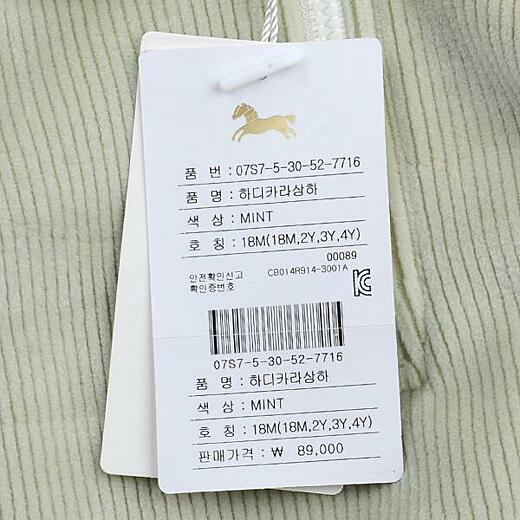 품 번 : 07S7-5-30-52-7716
품 명 : 하디카라상하
색 상 : MINT
호 칭 : 18M(18M,2Y,3Y,4Y)
00089
안전확인신고 CB014R914-3001A
확인증번호
07S7-5-30-52-7716
품 명 : 하디카라상하
색 상 : MINT
호 칭 : 18M(18M,2Y,3Y,4Y)
판매가격 : ₩ 89,000